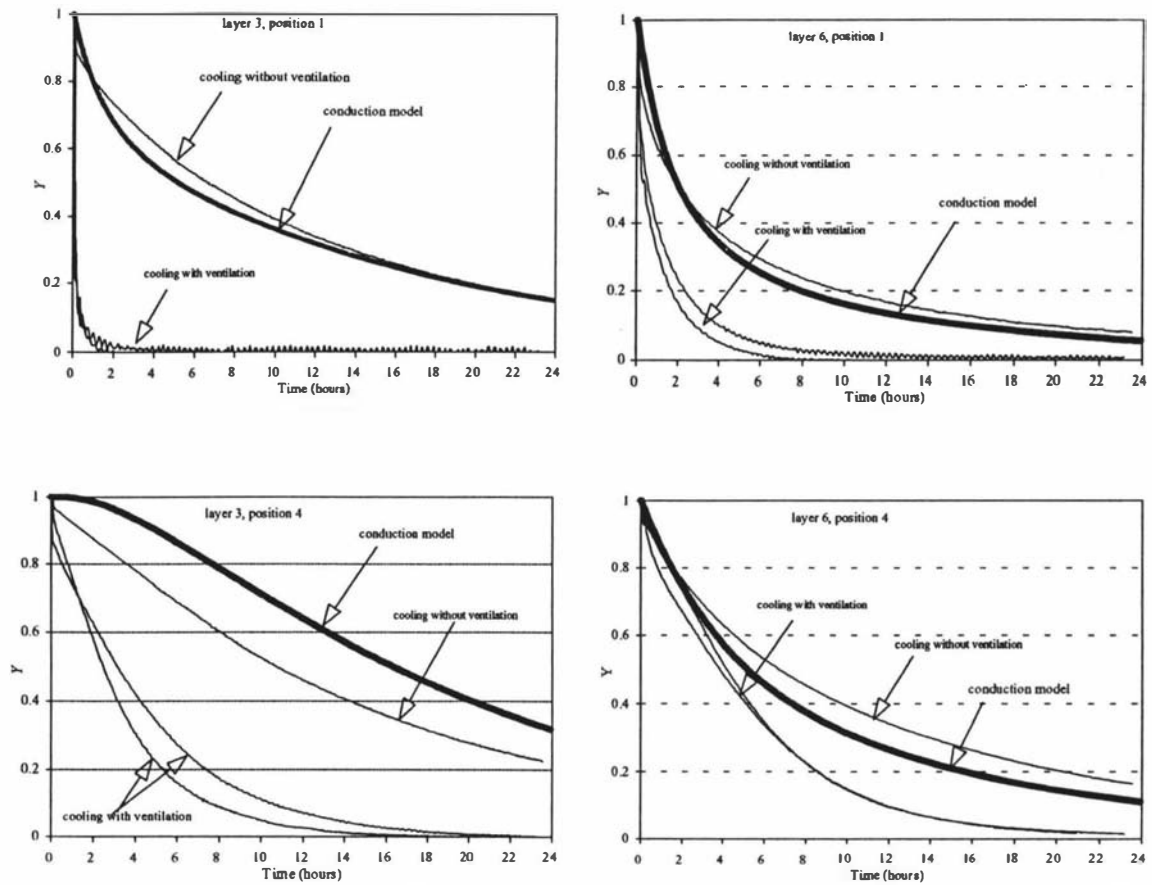 layer 3, position 1
1
0.8
0.6
0.4
0.2
0
Y
cooling without ventilation
conduction model
cooling with ventilation
0 2 4 6 8 10 12 14 16 18 20 22 24
Time (hours)
layer 6, position 1
1
0.8
0.6
0.4
0.2
0
Y
cooling without ventilation
cooling with ventilation
conduction model
0 2 4 6 8 10 12 14 16 18 20 22 24
Time (hours)
layer 3, position 4
1
0.8
0.6
0.4
0.2
0
Y
conduction model
cooling without ventilation
cooling with ventilation
0 2 4 6 8 10 12 14 16 18 20 22 24
Time (hours)
layer 6, position 4
1
0.8
0.6
0.4
0.2
0
Y
cooling with ventilation
cooling without ventilation
conduction model
0 2 4 6 8 10 12 14 16 18 20 22 24
Time (hours)